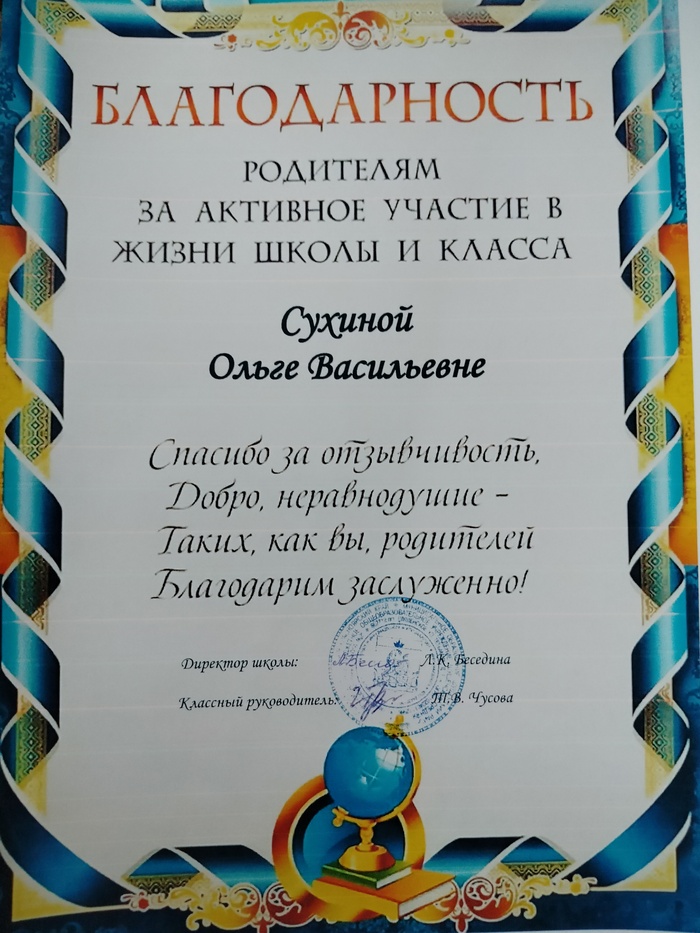 БЛАГОДАРНОСТЬ
РОДИТЕЛЯМ
ЗА АКТИВНОЕ УЧАСТИЕ В
ЖИЗНИ ШКОЛЫ И КЛАССА
Сухиной
Ольге Васильевне
Спасибо за отзывчивость,
Добро, неравнодушие –
Таких, как вы, родителей
Благодарим заслуженно!
Директор школы: Л.К. Беседина
Классный руководитель: Т.В. Чусова